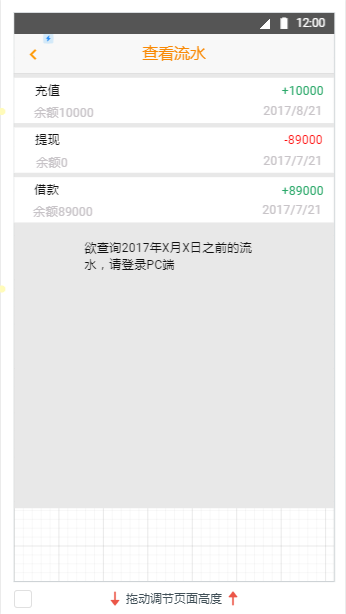 12:00
查看流水
充值 +10000
余额10000 2017/8/21
提现 -89000
余额0 2017/7/21
借款 +89000
余额89000 2017/7/21
欲查询2017年X月X日之前的流
水，请登录PC端
拖动调节页面高度